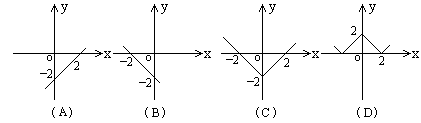 y y y y
2
x x x x
o 2 -2 o -2 o 2 o 2
-2 -2 -2
(A) (B) (C) (D)